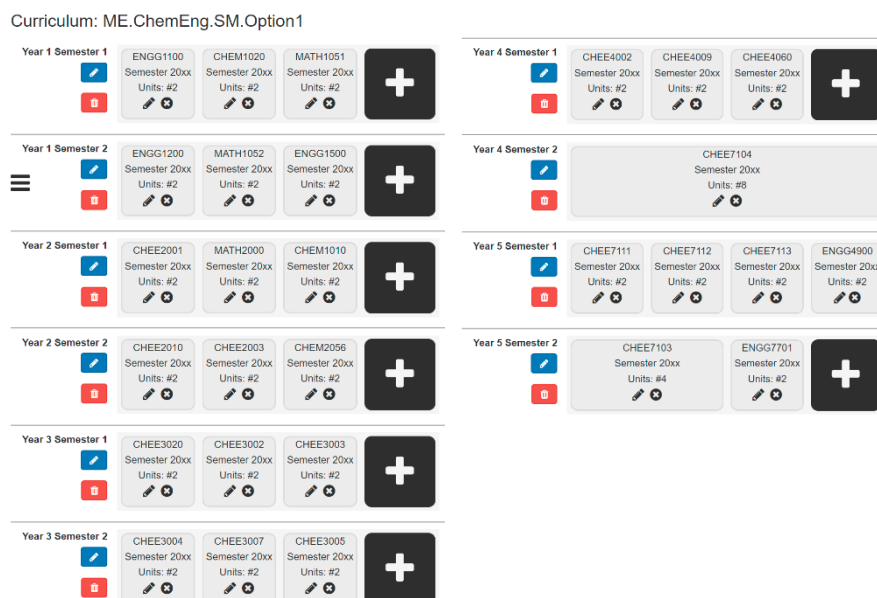 Curriculum: ME.ChemEng.SM.Option1
Year 1 Semester 1
ENGG1100 CHEM1020 MATH1051
Semester 20xx Semester 20xx Semester 20xx
Units: #2 Units: #2 Units: #2
Year 1 Semester 2
ENGG1200 MATH1052 ENGG1500
Semester 20xx Semester 20xx Semester 20xx
Units: #2 Units: #2 Units: #2
Year 2 Semester 1
CHEE2001 MATH2000 CHEM1010
Semester 20xx Semester 20xx Semester 20xx
Units: #2 Units: #2 Units: #2
Year 2 Semester 2
CHEE2010 CHEE2003 CHEM2056
Semester 20xx Semester 20xx Semester 20xx
Units: #2 Units: #2 Units: #2
Year 3 Semester 1
CHEE3020 CHEE3002 CHEE3003
Semester 20xx Semester 20xx Semester 20xx
Units: #2 Units: #2 Units: #2
Year 3 Semester 2
CHEE3004 CHEE3007 CHEE3005
Semester 20xx Semester 20xx Semester 20xx
Units: #2 Units: #2 Units: #2
Year 4 Semester 1
CHEE4002 CHEE4009 CHEE4060
Semester 20xx Semester 20xx Semester 20xx
Units: #2 Units: #2 Units: #2
Year 4 Semester 2
CHEE7104
Semester 20xx
Units: #8
Year 5 Semester 1
CHEE7111 CHEE7112 CHEE7113 ENGG4900
Semester 20xx Semester 20xx Semester 20xx Semester 20xx
Units: #2 Units: #2 Units: #2 Units: #2
Year 5 Semester 2
CHEE7103 ENGG7701
Semester 20xx Semester 20xx
Units: #4 Units: #2